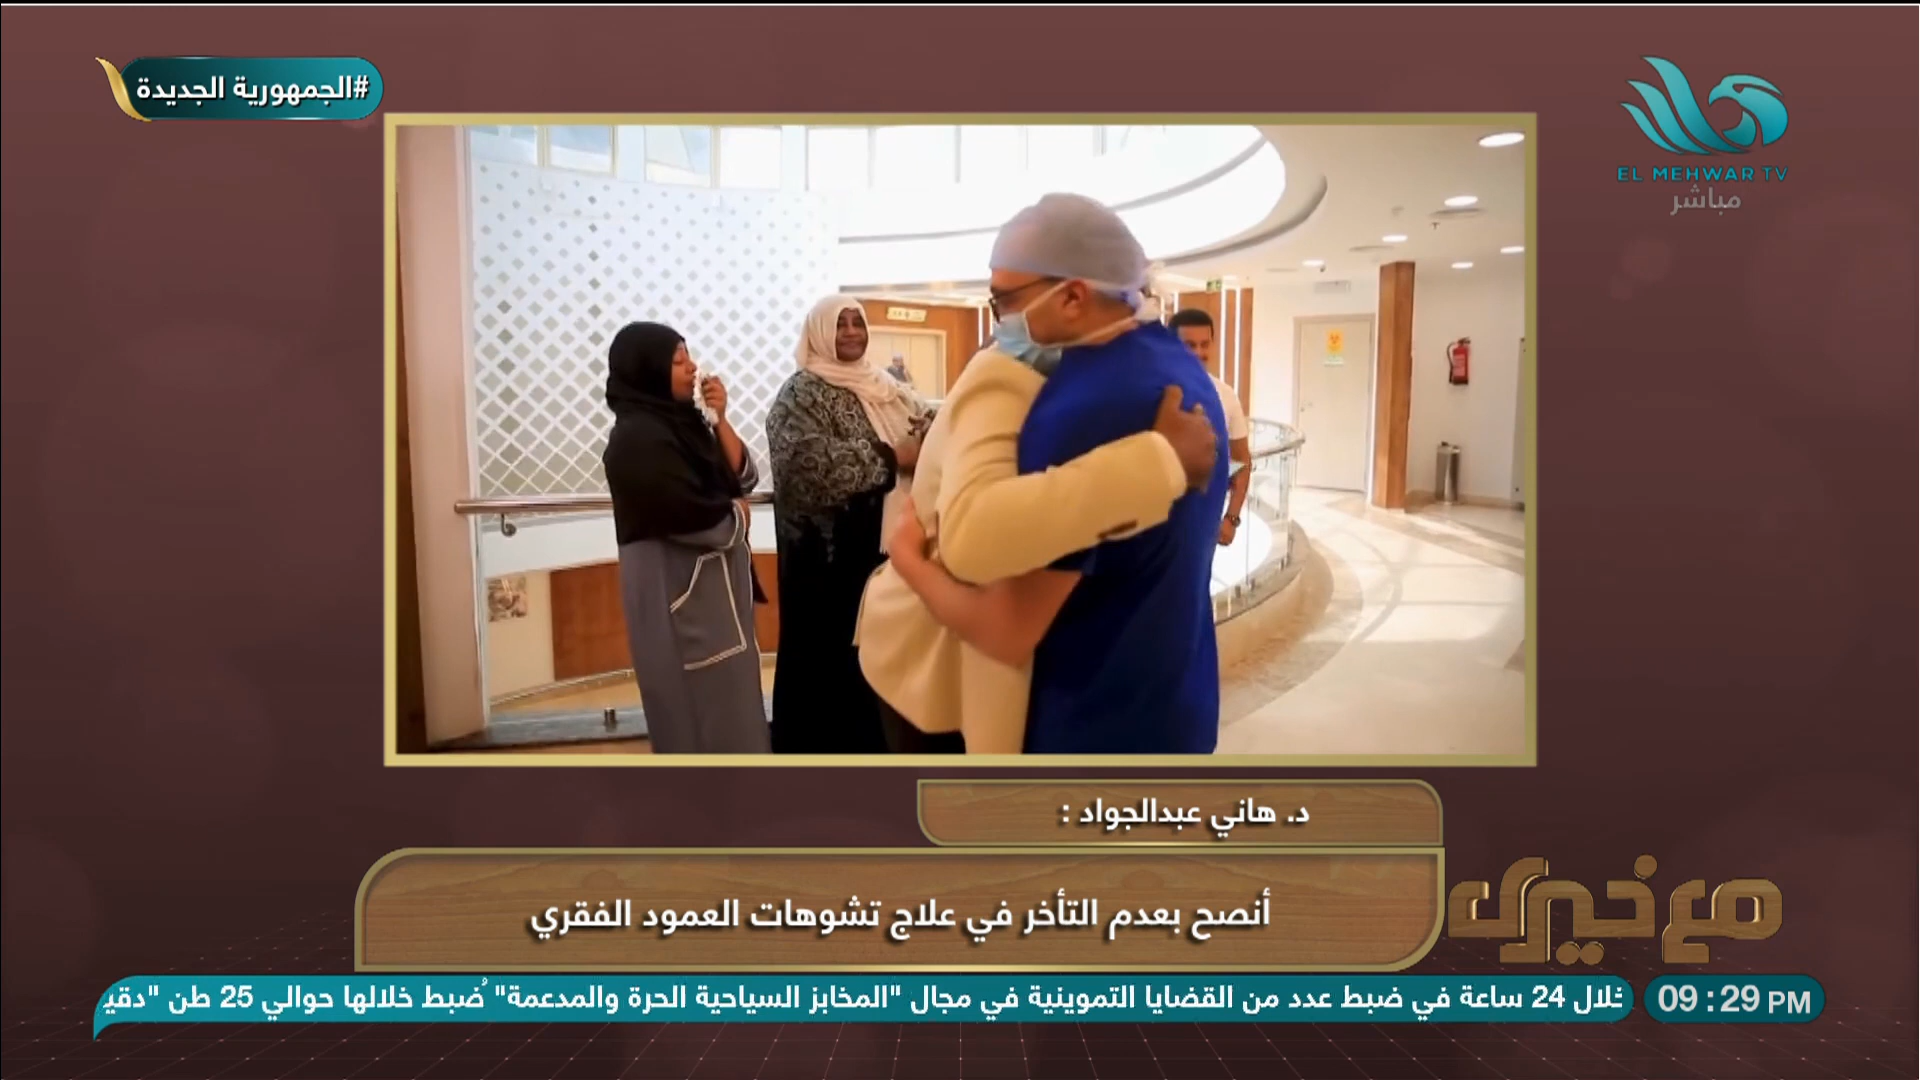 #الجمهورية الجديدة
EL MEHWAR TV
مباشر
د. هاني عبدالجواد :
أنصح بعدم التأخر في علاج تشوهات العمود الفقري
مع خيري
خلال 24 ساعة في ضبط عدد من القضايا التموينية في مجال "المخابز السياحية الحرة والمدعمة" ضُبط خلالها حوالي 25 طن "دقي
09:29 PM